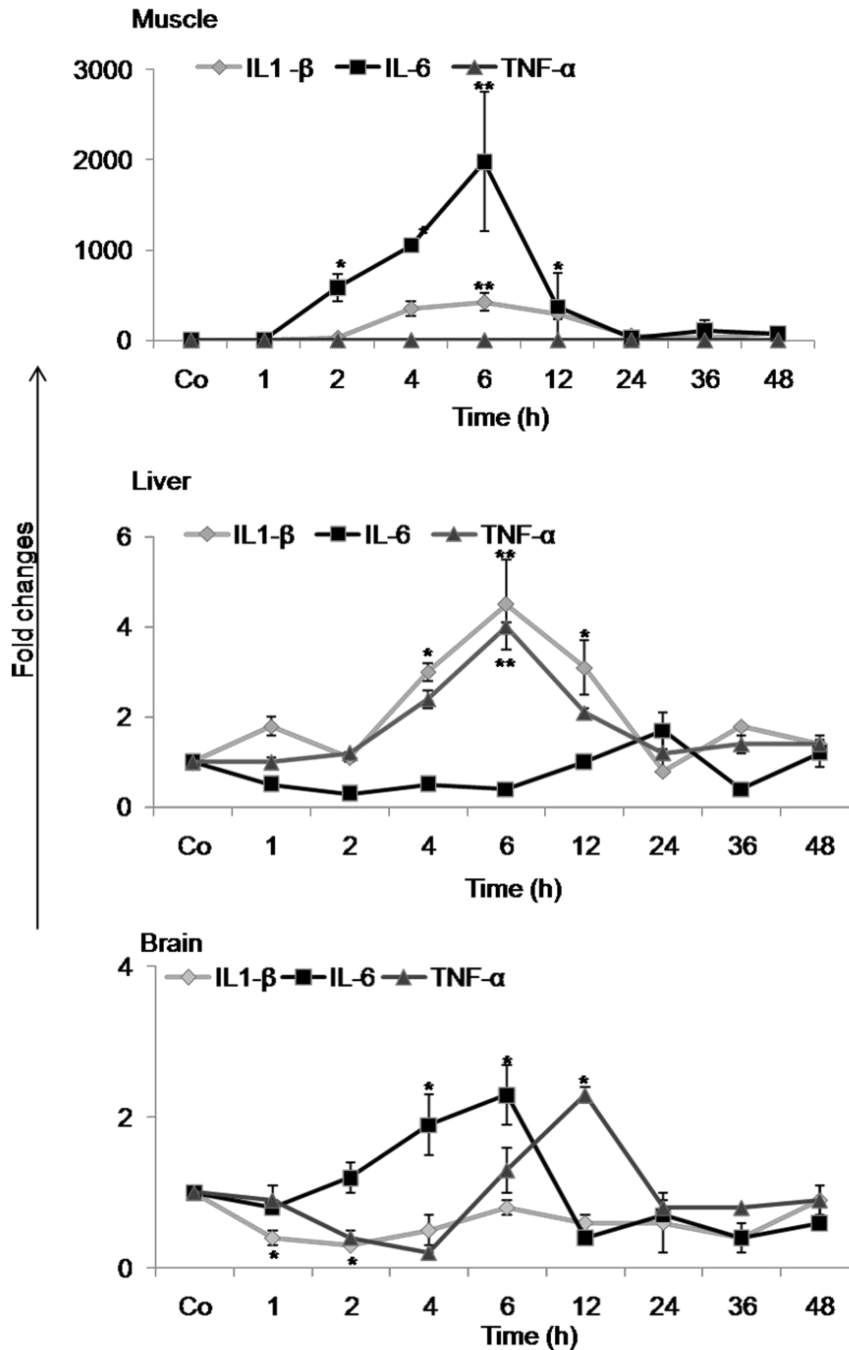 Muscle
IL1 -β IL-6 TNF-α
3000
**
2000
*
*
1000
**
*
0
Co 1 2 4 6 12 24 36 48
Time (h)
Fold changes
Liver
IL1-β IL-6 TNF-α
6
**
*
*
4
**
2
0
Co 1 2 4 6 12 24 36 48
Time (h)
Brain
4
IL1-β IL-6 TNF-α
*
*
*
2
*
*
0
Co 1 2 4 6 12 24 36 48
Time (h)